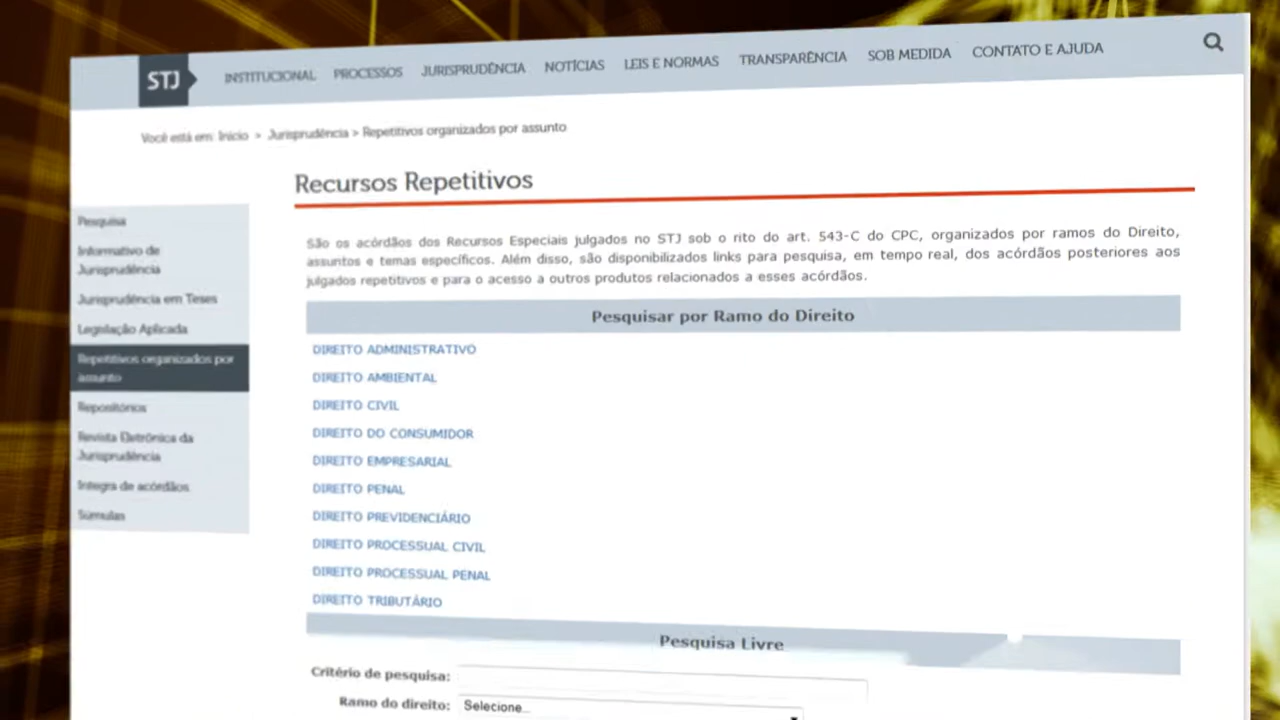 STJ
INSTITUCIONAL PROCESSOS JURISPRUDÊNCIA NOTÍCIAS LEIS E NORMAS TRANSPARÊNCIA SOB MEDIDA CONTATO E AJUDA
Você está em: Início > Jurisprudência > Repetitivos organizados por assunto
Recursos Repetitivos
Pesquisa
Informativo de
Jurisprudência
Jurisprudência em Teses
Legislação Aplicada
Repetitivos organizados por
assunto
Repositórios
Revista Eletrônica da
Jurisprudência
Íntegra de acórdãos
Súmulas
São os acórdãos dos Recursos Especiais julgados no STJ sob o rito do art. 543-C do CPC, organizados por ramos do Direito,
assuntos e temas específicos. Além disso, são disponibilizados links para pesquisa, em tempo real, dos acórdãos posteriores aos
julgados repetitivos e para o acesso a outros produtos relacionados a esses acórdãos.
Pesquisar por Ramo do Direito
DIREITO ADMINISTRATIVO
DIREITO AMBIENTAL
DIREITO CIVIL
DIREITO DO CONSUMIDOR
DIREITO EMPRESARIAL
DIREITO PENAL
DIREITO PREVIDENCIÁRIO
DIREITO PROCESSUAL CIVIL
DIREITO PROCESSUAL PENAL
DIREITO TRIBUTÁRIO
Pesquisa Livre
Critério de pesquisa:
Ramo do direito: Selecione...